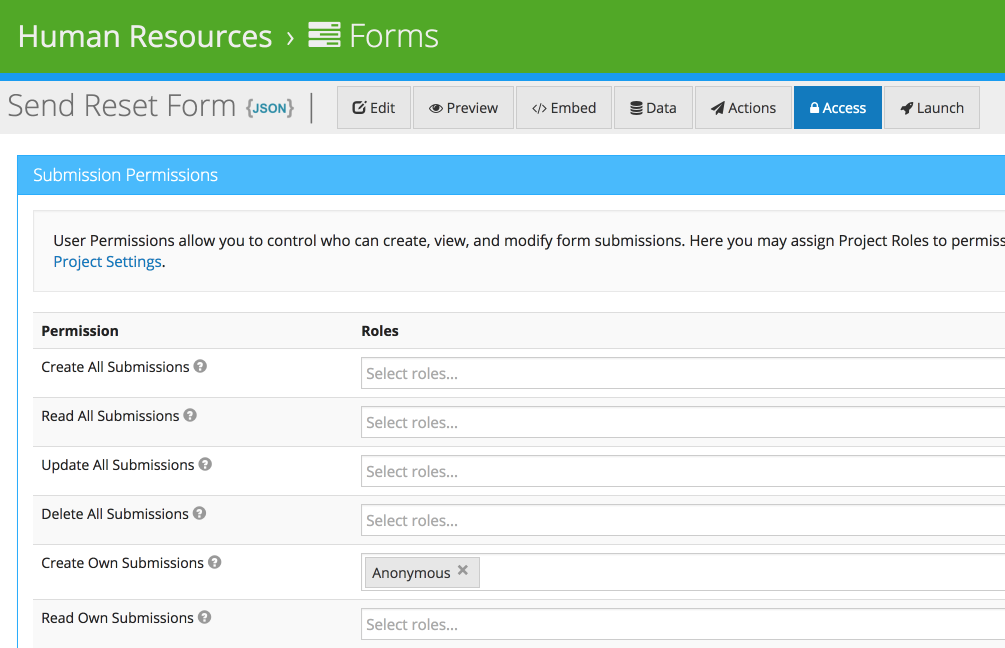 Human Resources › Forms
Send Reset Form {JSON} | Edit Preview </> Embed Data Actions Access Launch
Submission Permissions
User Permissions allow you to control who can create, view, and modify form submissions. Here you may assign Project Roles to permiss
Project Settings.
Permission Roles
Create All Submissions Select roles...
Read All Submissions Select roles...
Update All Submissions Select roles...
Delete All Submissions Select roles...
Create Own Submissions Anonymous
Read Own Submissions Select roles...